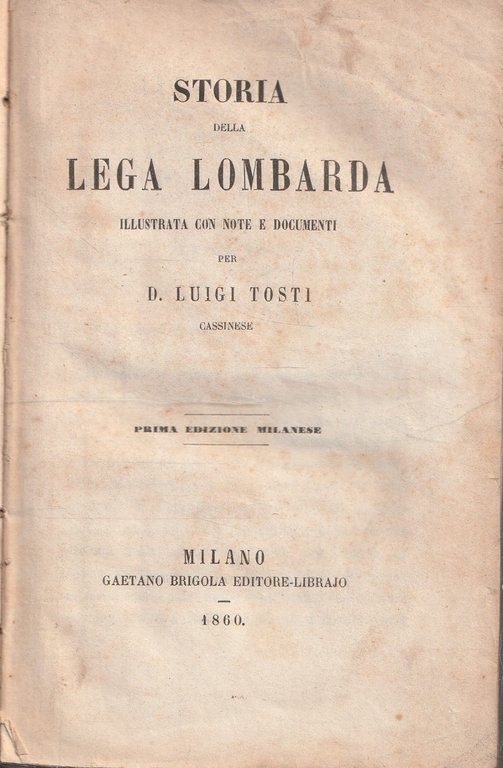 STORIA
DELLA
LEGA LOMBARDA
ILLUSTRATA CON NOTE E DOCUMENTI
PER
D. LUIGI TOSTI
CASSINESE
PRIMA EDIZIONE MILANESE
MILANO
GAETANO BRIGOLA EDITORE-LIBRAJO
1860.